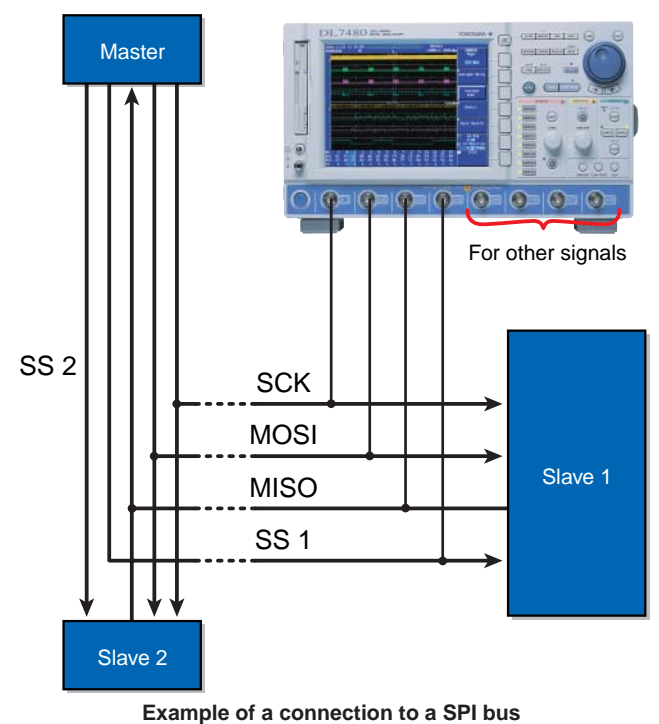 Master
DL7480
YOKOGAWA
For other signals
SS 2
SCK
MOSI
MISO
SS 1
Slave 1
Slave 2
Example of a connection to a SPI bus